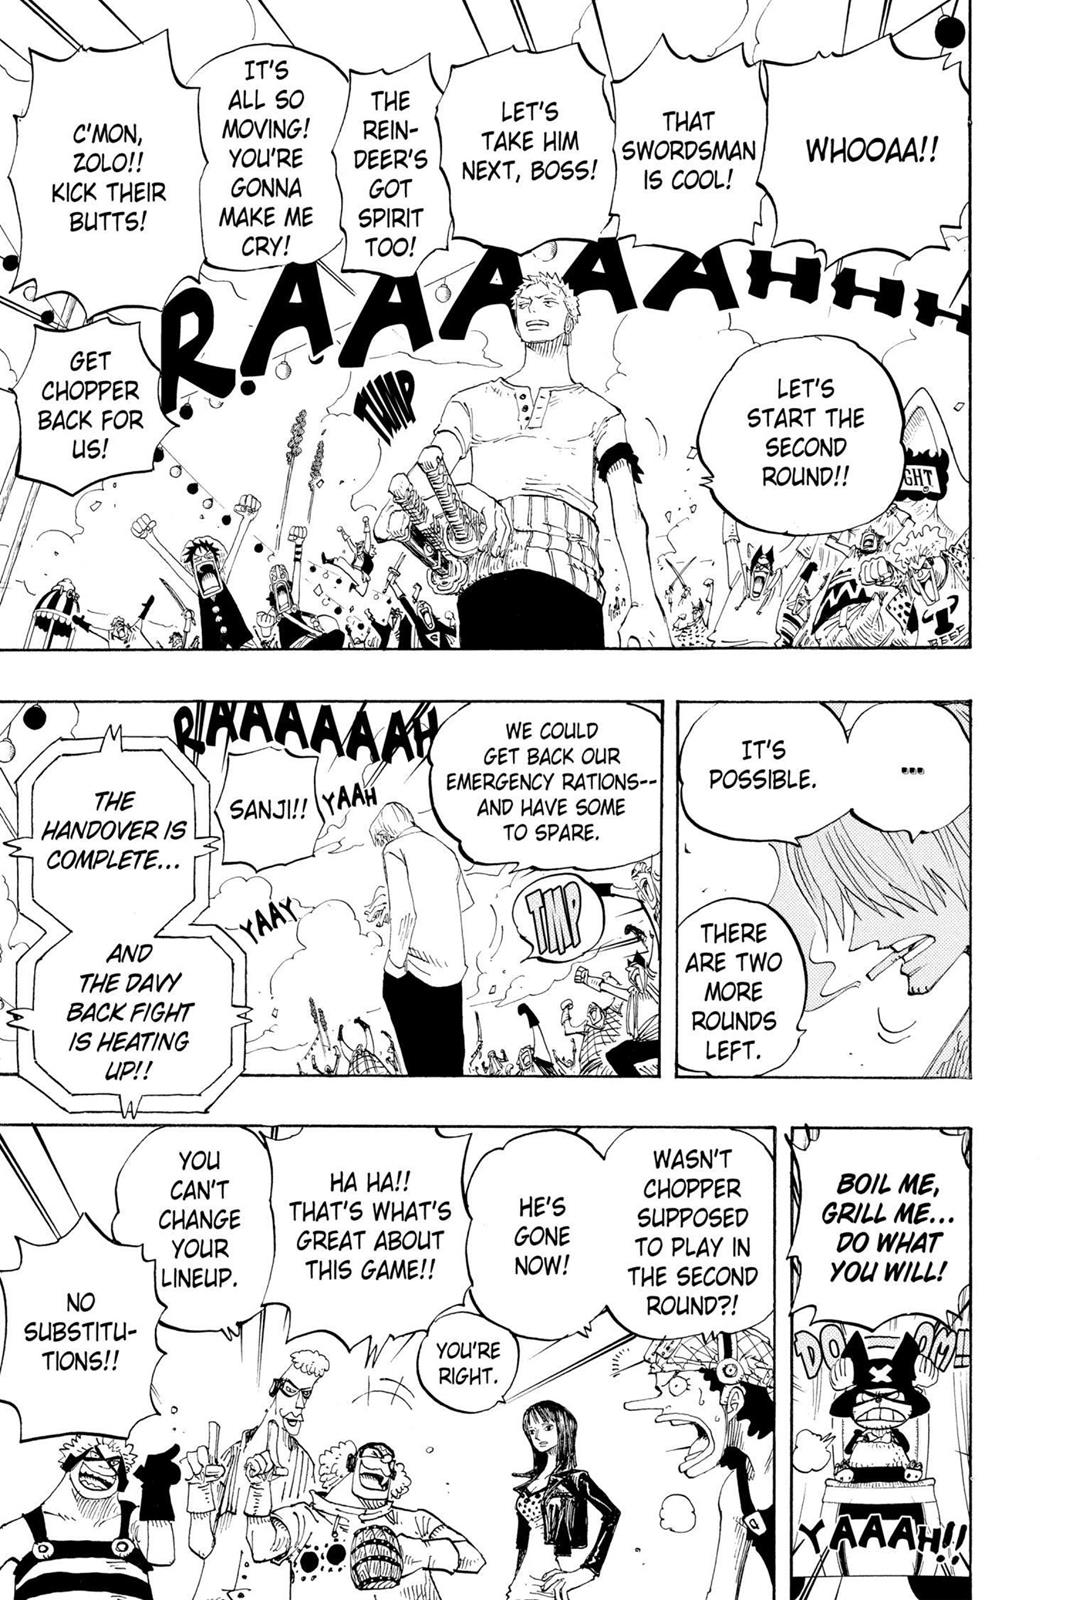 WHOOAA!!
THAT
SWORDSMAN
IS COOL!
LET'S
TAKE HIM
NEXT, BOSS!
THE
REIN-
DEER'S
GOT
SPIRIT
TOO!
IT'S
ALL SO
MOVING!
YOU'RE
GONNA
MAKE ME
CRY!
C'MON,
ZOLO!!
KICK THEIR
BUTTS!
RAAAAAAHHHH
GET
CHOPPER
BACK FOR
US!
TMP
LET'S
START THE
SECOND
ROUND!!
GHT
BEEF
...
IT'S
POSSIBLE.
THERE
ARE TWO
MORE
ROUNDS
LEFT.
WE COULD
GET BACK OUR
EMERGENCY RATIONS--
AND HAVE SOME
TO SPARE.
TMP
RAAAAAAAH
SANJI!!
YAAH
YAAY
THE
HANDOVER IS
COMPLETE...
AND
THE DAVY
BACK FIGHT
IS HEATING
UP!!
BOIL ME,
GRILL ME...
DO WHAT
YOU WILL!
DO—OM!!
YAAAH!!
WASN'T
CHOPPER
SUPPOSED
TO PLAY IN
THE SECOND
ROUND?!
HE'S
GONE
NOW!
YOU'RE
RIGHT.
HA HA!!
THAT'S WHAT'S
GREAT ABOUT
THIS GAME!!
YOU
CAN'T
CHANGE
YOUR
LINEUP.
NO
SUBSTITU-
TIONS!!